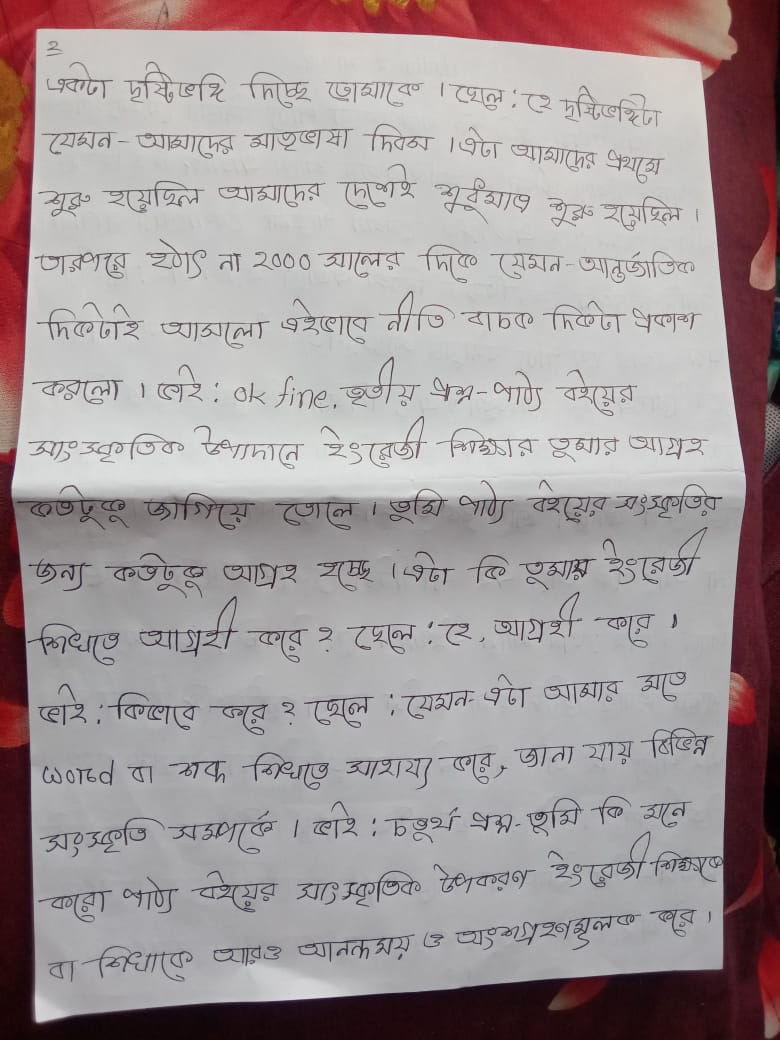 ২
একটা দৃষ্টিভঙ্গি দিচ্ছে তোমাকে। ছেলে: হে দৃষ্টিভঙ্গিটা
যেমন- আমাদের মাতৃভাষা দিবস। এটা আমাদের প্রথমে
শুরু হয়েছিল আমাদের দেশেই শুধুমাত্র শুরু হয়েছিল।
তারপরে হঠাৎ না ২০০০ সালের দিকে যেমন- আন্তর্জাতিক
দিকটাই আসলো এইভাবে নীতি বাচক দিকটা প্রকাশ
করলো। ভাই: ok fine. তৃতীয় প্রশ্ন- পাঠ্য বইয়ের
সাংস্কৃতিক উপাদানে ইংরেজী শিক্ষার তুমার আগ্রহ
কতটুকু জাগিয়ে তোলে। তুমি পাঠ্য বইয়ের সংস্কৃতির
জন্য কতটুকু আগ্রহ হচ্ছে। এটা কি তুমায় ইংরেজী
শিখতে আগ্রহী করে? ছেলে: হে, আগ্রহী করে।
ভাই: কিভাবে করে? ছেলে: যেমন- এটা আমার মতে
word বা শব্দ শিখতে সাহায্য করে, জানা যায় বিভিন্ন
সংস্কৃতি সম্পর্কে। ভাই: চতুর্থ প্রশ্ন- তুমি কি মনে
করো পাঠ্য বইয়ের সাংস্কৃতিক উপকরণ ইংরেজী শিক্ষাকে
বা শিখাকে আরও আনন্দময় ও অংশগ্রহণমূলক করে।